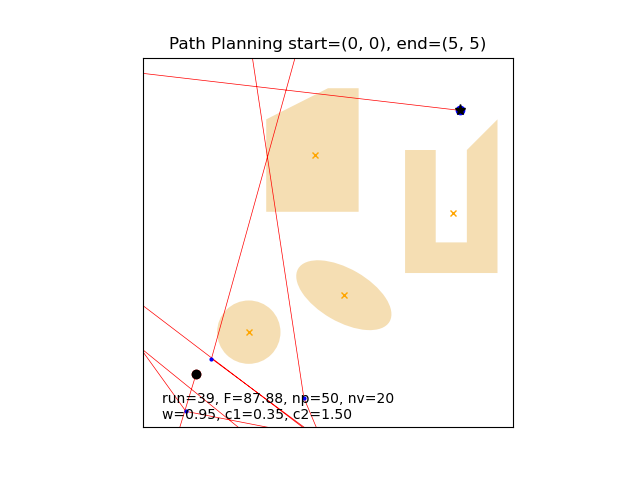 Path Planning start=(0, 0), end=(5, 5)
run=39, F=87.88, np=50, nv=20
w=0.95, c1=0.35, c2=1.50